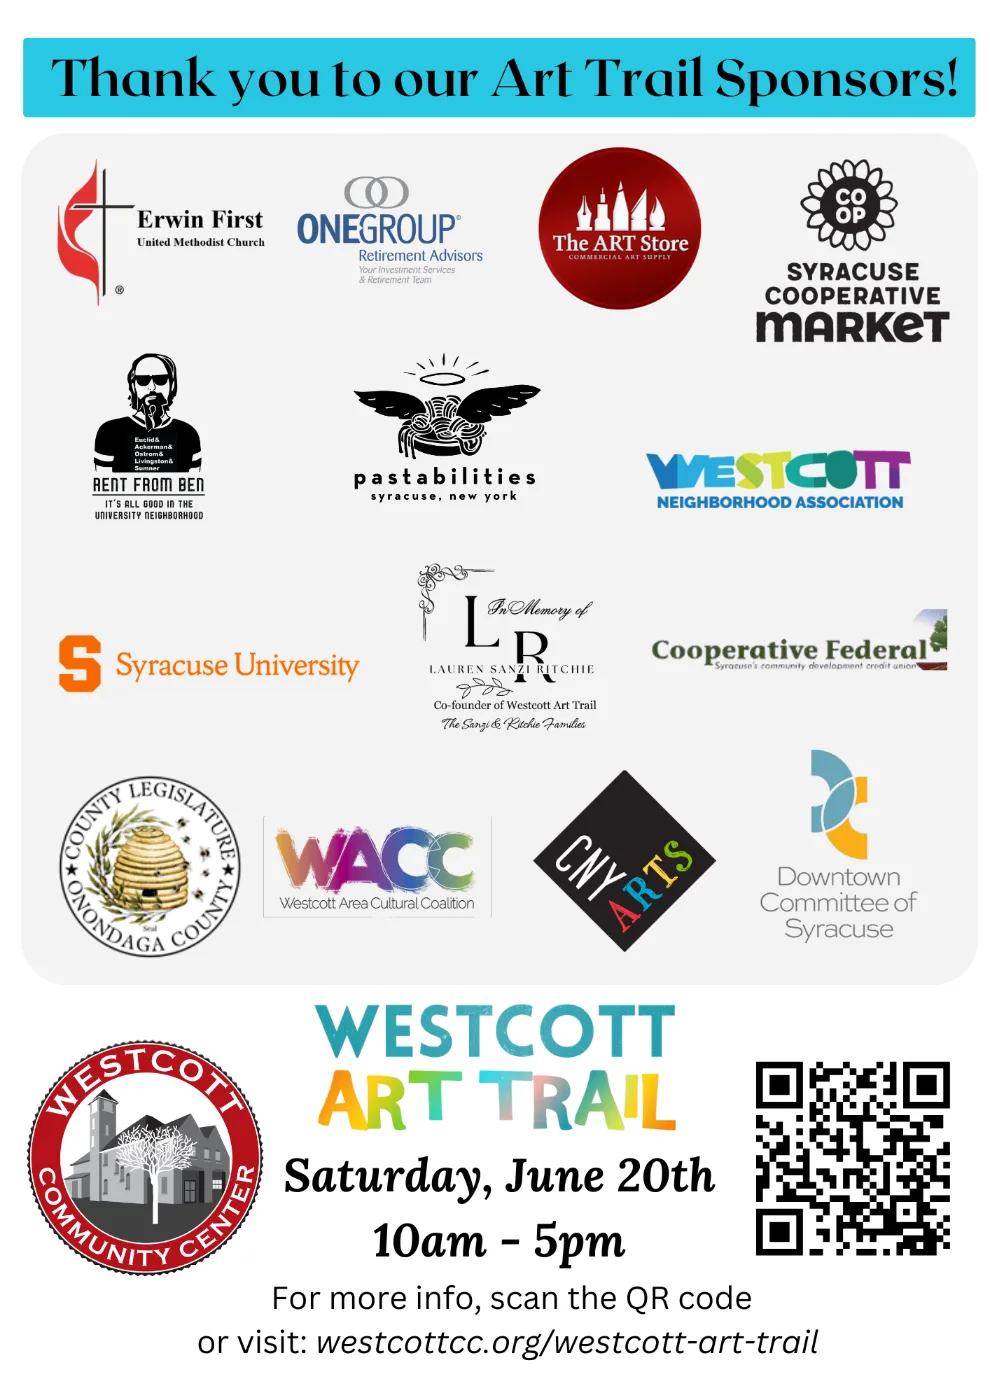 Thank you to our Art Trail Sponsors!
Erwin First
United Methodist Church
®
ONEGROUP®
Retirement Advisors
Your Investment Services
& Retirement Team
The ART Store
COMMERCIAL ART SUPPLY
CO
OP
SYRACUSE
COOPERATIVE
MARKET
Euclid&
Ackerman&
Ostrom&
Livingston&
Sumner
RENT FROM BEN
IT'S ALL GOOD IN THE
UNIVERSITY NEIGHBORHOOD
pastabilities
syracuse, new york
WESTCOTT
NEIGHBORHOOD ASSOCIATION
S Syracuse University
In Memory of
L R
LAUREN SANZI RITCHIE
Co-founder of Westcott Art Trail
The Sanzi & Ritchie Families
Cooperative Federal
Syracuse's community development credit union
COUNTY LEGISLATURE
ONONDAGA COUNTY
Seal
WACC
Westcott Area Cultural Coalition
CNY
ARTS
Downtown
Committee of
Syracuse
WESTCOTT
COMMUNITY CENTER
WESTCOTT
ART TRAIL
Saturday, June 20th
10am - 5pm
For more info, scan the QR code
or visit: westcottcc.org/westcott-art-trail